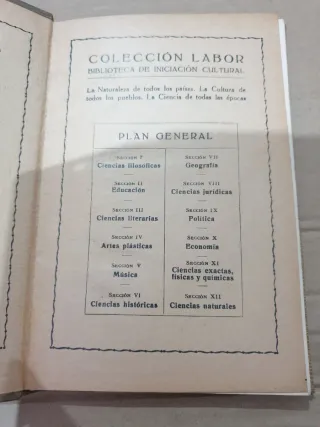 COLECCIÓN LABOR
BIBLIOTECA DE INICIACIÓN CULTURAL
La Naturaleza de todos los países. La Cultura de
todos los pueblos. La Ciencia de todas las épocas
PLAN GENERAL
SECCIÓN I
Ciencias filosóficas
SECCIÓN II
Educación
SECCIÓN III
Ciencias literarias
SECCIÓN IV
Artes plásticas
SECCIÓN V
Música
SECCIÓN VI
Ciencias históricas
SECCIÓN VII
Geografía
SECCIÓN VIII
Ciencias jurídicas
SECCIÓN IX
Política
SECCIÓN X
Economía
SECCIÓN XI
Ciencias exactas,
físicas y químicas
SECCIÓN XII
Ciencias naturales